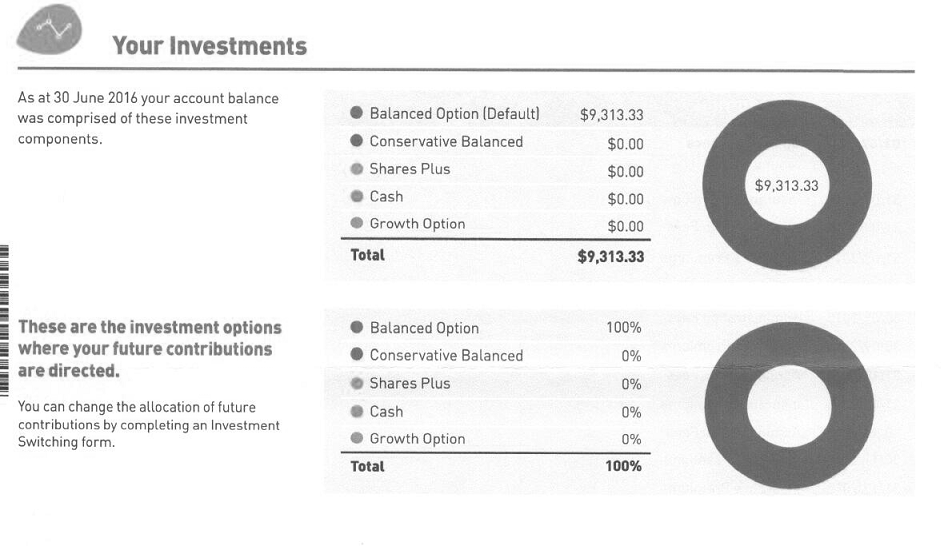 Your Investments
As at 30 June 2016 your account balance
was comprised of these investment
components.
Balanced Option (Default) $9,313.33
Conservative Balanced $0.00
Shares Plus $0.00
Cash $0.00
Growth Option $0.00
Total $9,313.33
$9,313.33
These are the investment options
where your future contributions
are directed.
You can change the allocation of future
contributions by completing an Investment
Switching form.
Balanced Option 100%
Conservative Balanced 0%
Shares Plus 0%
Cash 0%
Growth Option 0%
Total 100%